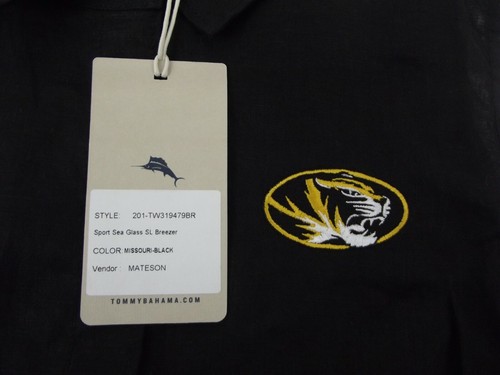 STYLE: 201-TW319479BR
Sport Sea Glass SL Breezer
COLOR: MISSOURI-BLACK
Vendor : MATESON
TOMMYBAHAMA.COM